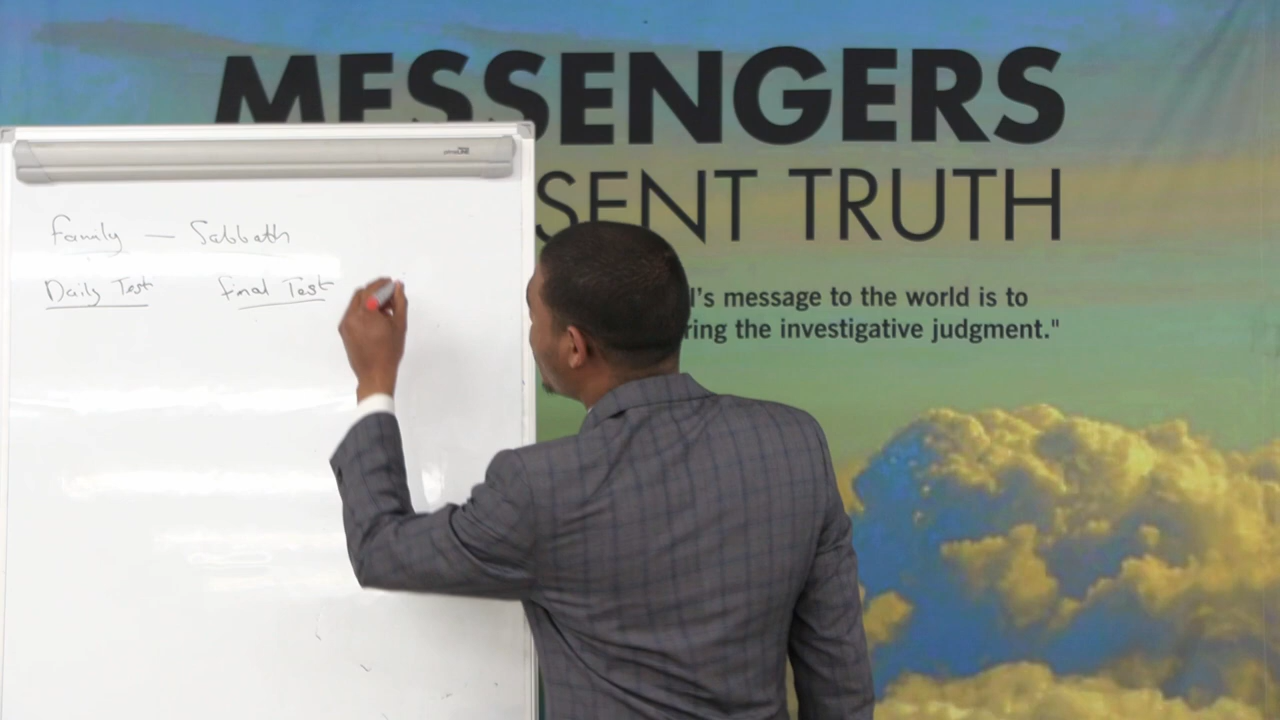 MESSENGERS
SENT TRUTH
l's message to the world is to
ring the investigative judgment."
Family — Sabbath
Daily Test Final Test